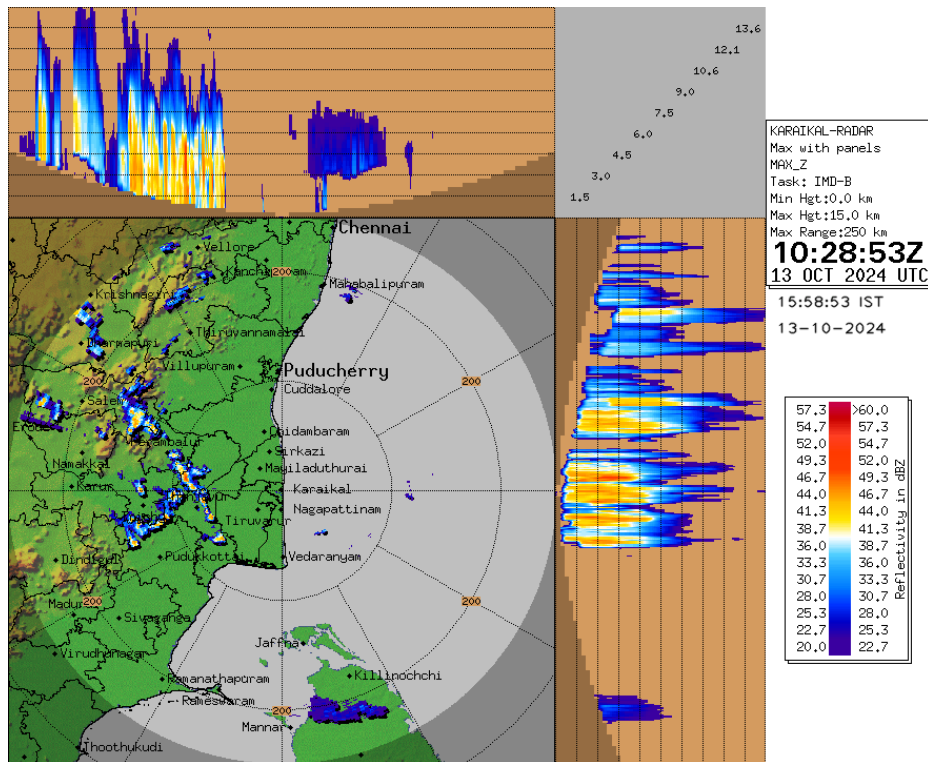 13.6
12.1
10.6
9.0
7.5
6.0
4.5
3.0
1.5
KARAIKAL-RADAR
Max with panels
MAX_Z
Task: IMD-B
Min Hgt:0.0 km
Max Hgt:15.0 km
Max Range:250 km
10:28:53Z
13 OCT 2024 UTC
15:58:53 IST
13-10-2024
Chennai
Vellore
200
Mahabalipuram
Krishnagiri
Thiruvannamalai
Dharmapuri
Villupuram
Puducherry
200
200
Cuddalore
Salem
Erode
Chidambaram
Perambalur
Sirkazi
Namakkal
Mayiladuthurai
Karur
Karaikal
Nagapattinam
Tiruvarur
Pudukkottai
Vedaranyam
200
200
Sivaganga
Jaffna
Virudhunagar
Ramanathapuram
Killinochchi
Rameswaram
200
Mannar
Thoothukudi
57.3 >60.0
54.7 57.3
52.0 54.7
49.3 52.0
46.7 49.3
44.0 46.7
41.3 44.0
38.7 41.3
36.0 38.7
33.3 36.0
30.7 33.3
28.0 30.7
25.3 28.0
22.7 25.3
20.0 22.7
Reflectivity in dBZ